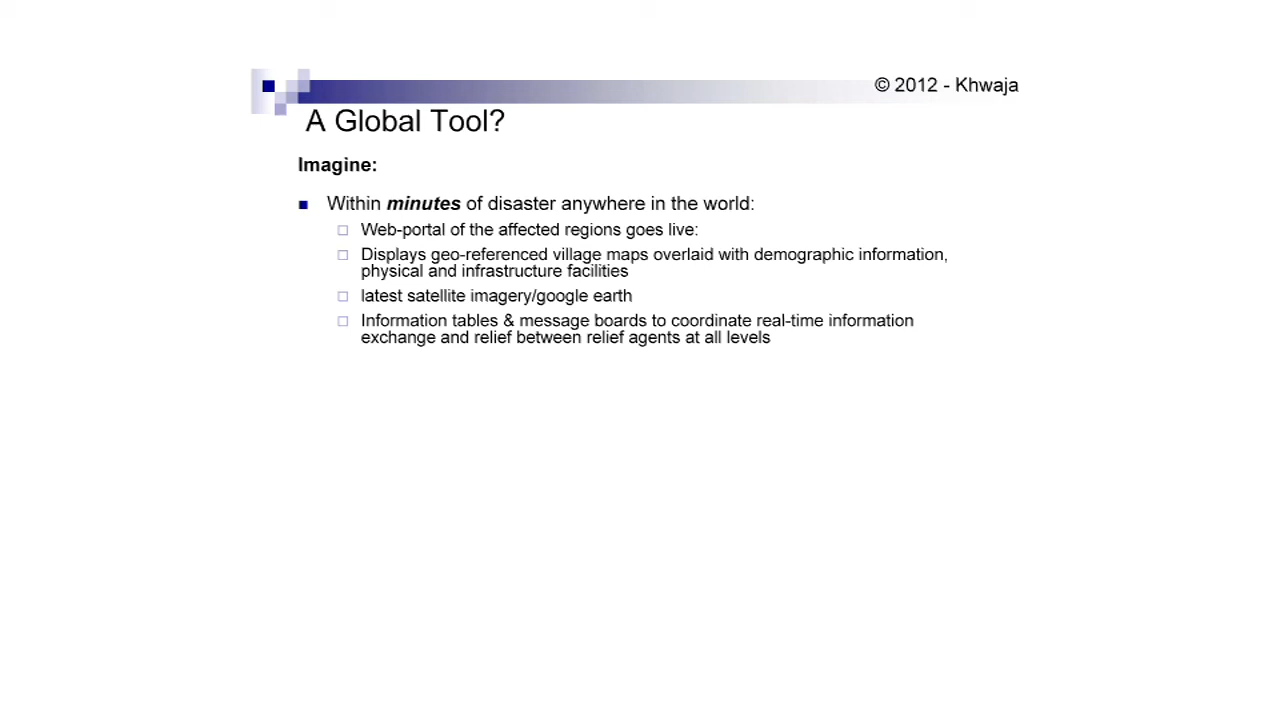 © 2012 - Khwaja
A Global Tool?
Imagine:
Within minutes of disaster anywhere in the world:
Web-portal of the affected regions goes live:
Displays geo-referenced village maps overlaid with demographic information,
physical and infrastructure facilities
latest satellite imagery/google earth
Information tables & message boards to coordinate real-time information
exchange and relief between relief agents at all levels